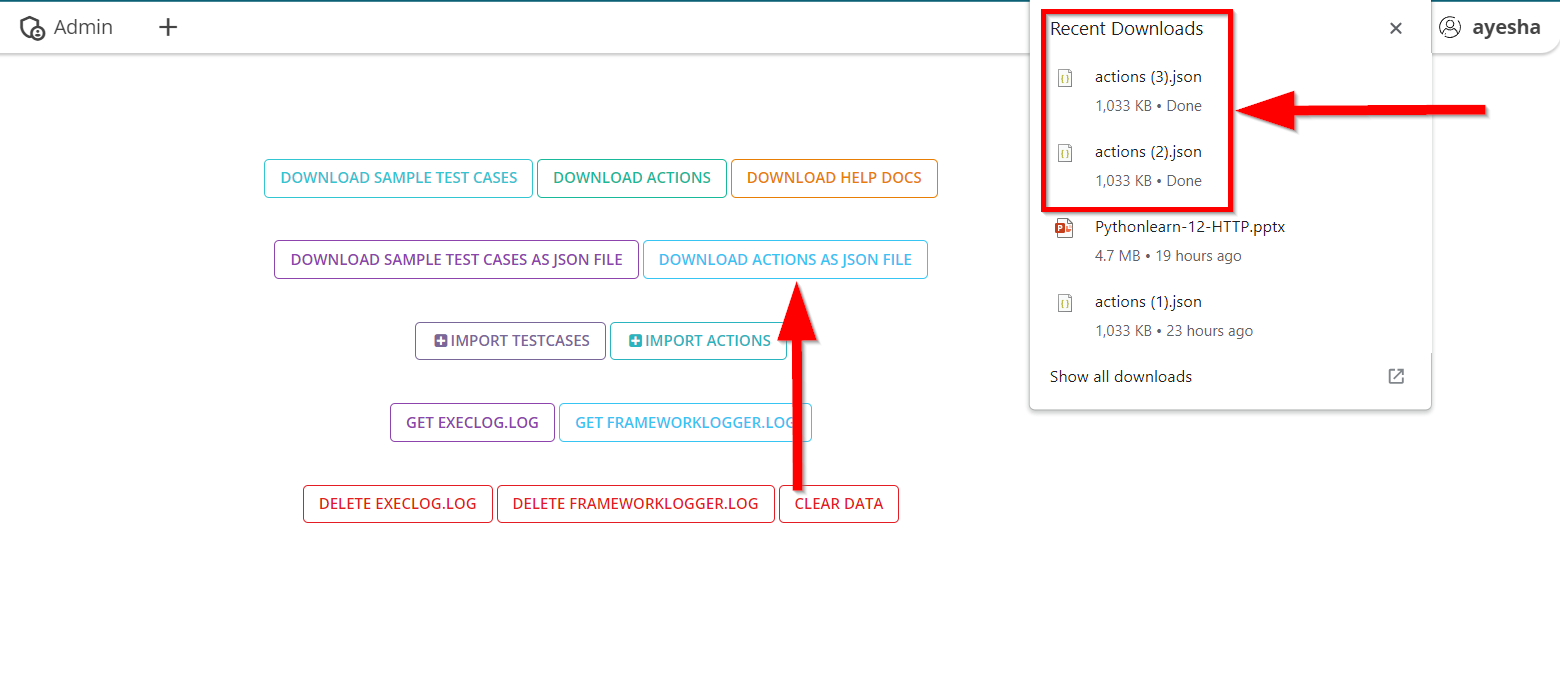 Admin
+
ayesha
Recent Downloads
actions (3).json
1,033 KB • Done
actions (2).json
1,033 KB • Done
Pythonlearn-12-HTTP.pptx
4.7 MB • 19 hours ago
actions (1).json
1,033 KB • 23 hours ago
Show all downloads
DOWNLOAD SAMPLE TEST CASES
DOWNLOAD ACTIONS
DOWNLOAD HELP DOCS
DOWNLOAD SAMPLE TEST CASES AS JSON FILE
DOWNLOAD ACTIONS AS JSON FILE
IMPORT TESTCASES
IMPORT ACTIONS
GET EXECLOG.LOG
GET FRAMEWORKLOGGER.LOG
DELETE EXECLOG.LOG
DELETE FRAMEWORKLOGGER.LOG
CLEAR DATA